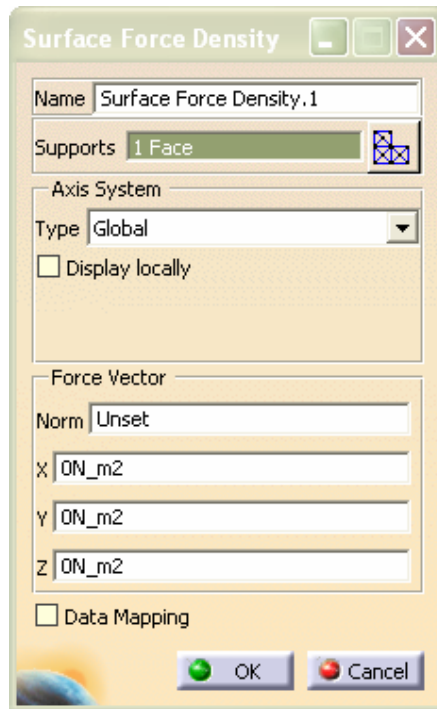 Surface Force Density
Name Surface Force Density.1
Supports 1 Face
Axis System
Type Global
Display locally
Force Vector
Norm Unset
X 0N_m2
Y 0N_m2
Z 0N_m2
Data Mapping
OK Cancel